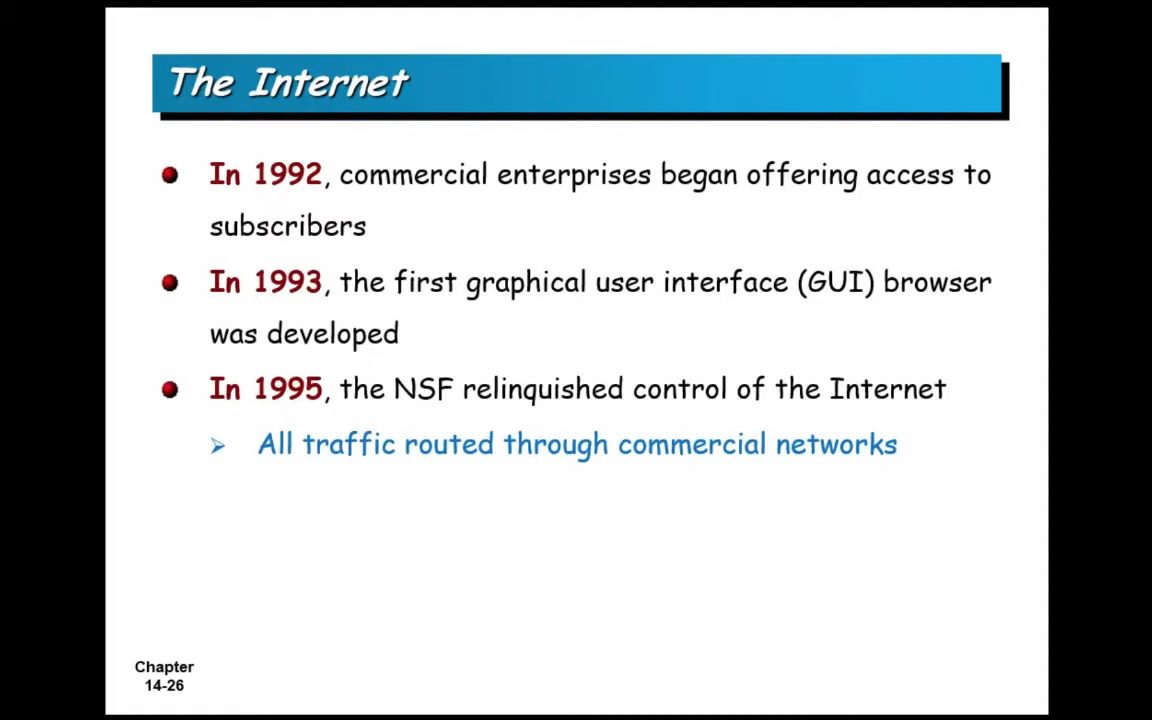 The Internet
In 1992, commercial enterprises began offering access to
subscribers
In 1993, the first graphical user interface (GUI) browser
was developed
In 1995, the NSF relinquished control of the Internet
All traffic routed through commercial networks
Chapter
14-26